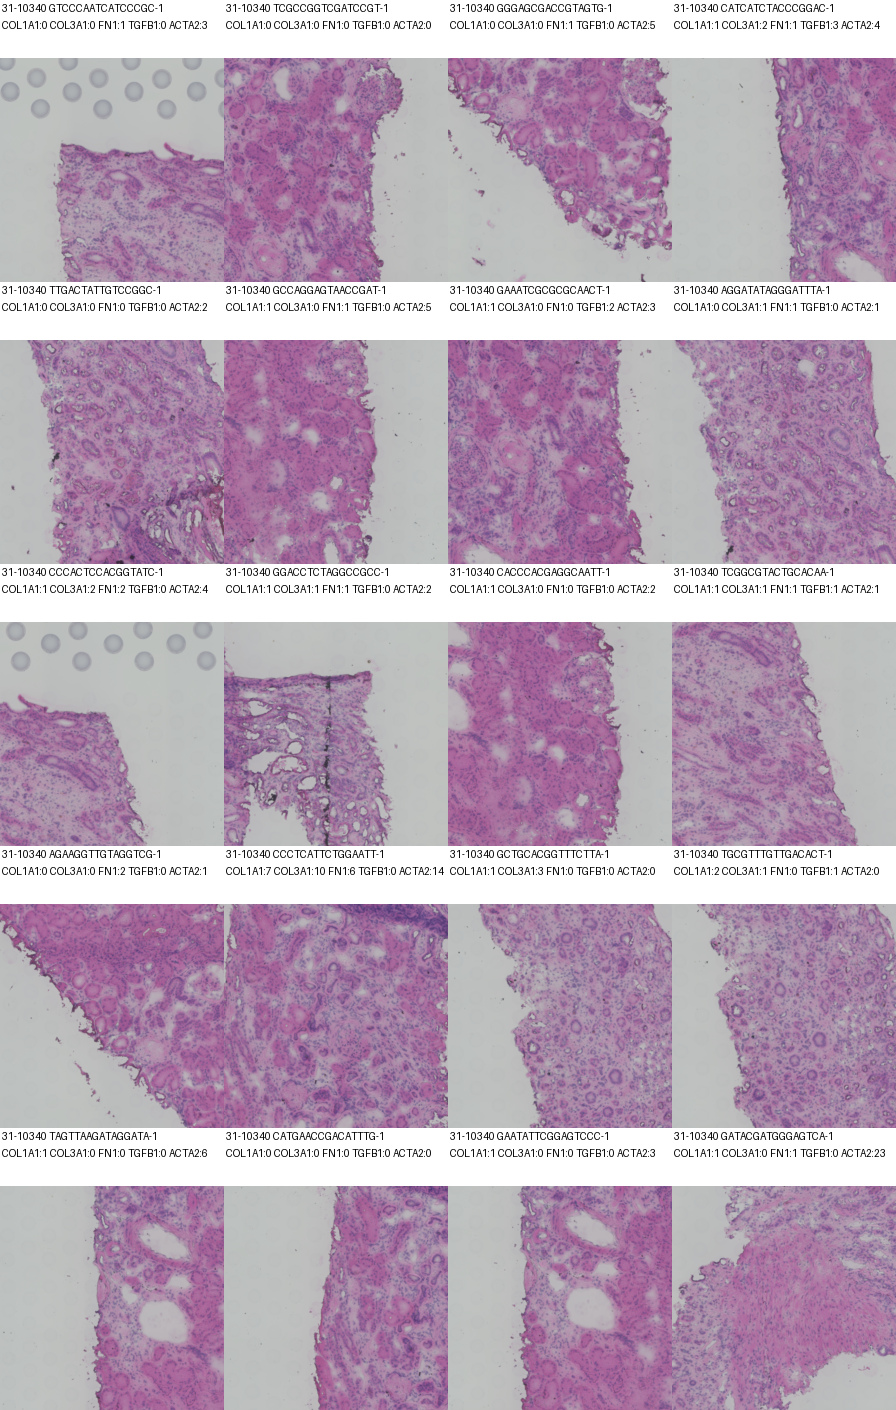 31-10340 GTCCCAATCATCCCGC-1
COL1A1:0 COL3A1:0 FN1:1 TGFB1:0 ACTA2:3
31-10340 TCGCCGGTCGATCCGT-1
COL1A1:0 COL3A1:0 FN1:0 TGFB1:0 ACTA2:0
31-10340 GGGAGCGACCGTAGTG-1
COL1A1:0 COL3A1:0 FN1:1 TGFB1:0 ACTA2:5
31-10340 CATCATCTACCCGGAC-1
COL1A1:1 COL3A1:2 FN1:1 TGFB1:3 ACTA2:4
31-10340 TTGACTATTGTCCGGC-1
COL1A1:0 COL3A1:0 FN1:0 TGFB1:0 ACTA2:2
31-10340 GCCAGGAGTAACCGAT-1
COL1A1:1 COL3A1:0 FN1:1 TGFB1:0 ACTA2:5
31-10340 GAAATCGCGCGCAACT-1
COL1A1:1 COL3A1:0 FN1:0 TGFB1:2 ACTA2:3
31-10340 AGGATATAGGGATTTA-1
COL1A1:0 COL3A1:1 FN1:1 TGFB1:0 ACTA2:1
31-10340 CCCACTCCACGGTATC-1
COL1A1:1 COL3A1:2 FN1:2 TGFB1:0 ACTA2:4
31-10340 GGACCTCTAGGCCGCC-1
COL1A1:1 COL3A1:1 FN1:1 TGFB1:0 ACTA2:2
31-10340 CACCCACGAGGCAATT-1
COL1A1:1 COL3A1:0 FN1:0 TGFB1:0 ACTA2:2
31-10340 TCGGCGTACTGCACAA-1
COL1A1:1 COL3A1:1 FN1:1 TGFB1:1 ACTA2:1
31-10340 AGAAGGTTGTAGGTCG-1
COL1A1:0 COL3A1:0 FN1:2 TGFB1:0 ACTA2:1
31-10340 CCCTCATTCTGGAATT-1
COL1A1:7 COL3A1:10 FN1:6 TGFB1:0 ACTA2:14
31-10340 GCTGCACGGTTTCTTA-1
COL1A1:1 COL3A1:3 FN1:0 TGFB1:0 ACTA2:0
31-10340 TGCGTTTGTTGACACT-1
COL1A1:2 COL3A1:1 FN1:0 TGFB1:1 ACTA2:0
31-10340 TAGTTAAGATAGGATA-1
COL1A1:1 COL3A1:0 FN1:0 TGFB1:0 ACTA2:6
31-10340 CATGAACCGACATTTG-1
COL1A1:0 COL3A1:0 FN1:0 TGFB1:0 ACTA2:0
31-10340 GAATATTCGGAGTCCC-1
COL1A1:1 COL3A1:0 FN1:0 TGFB1:0 ACTA2:3
31-10340 GATACGATGGGAGTCA-1
COL1A1:1 COL3A1:0 FN1:1 TGFB1:0 ACTA2:23